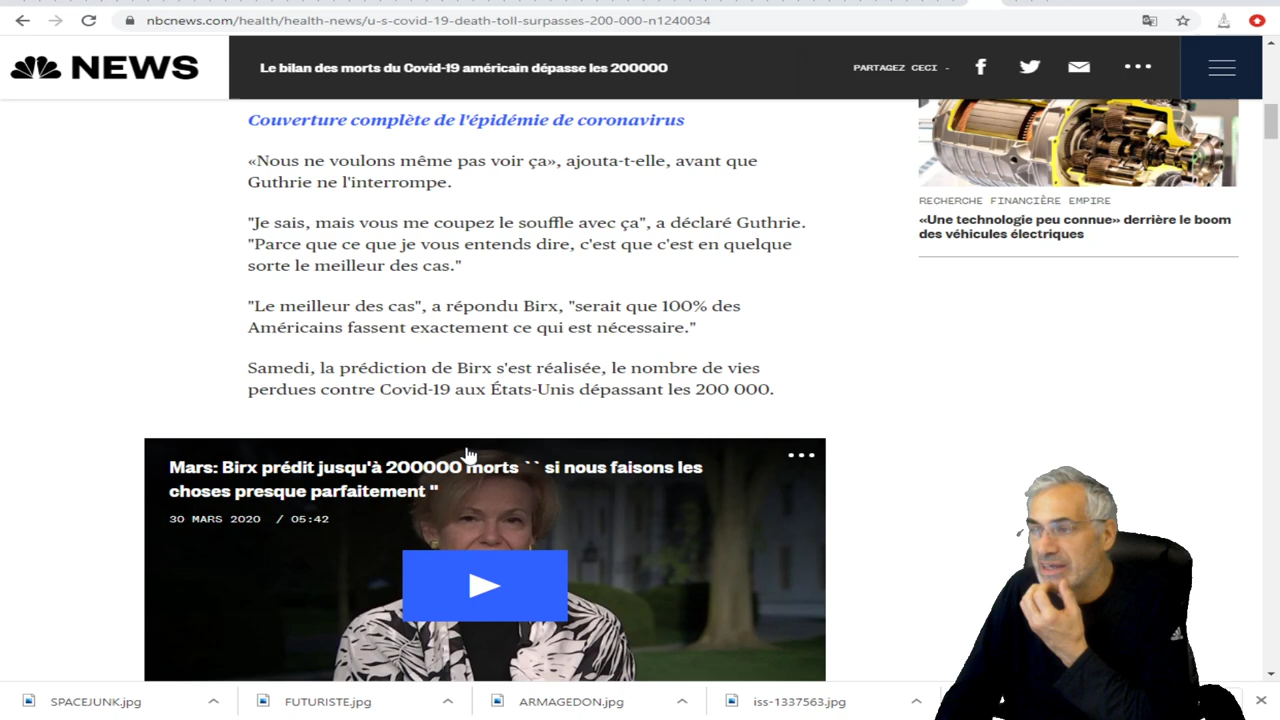 nbcnews.com/health/health-news/u-s-covid-19-death-toll-surpasses-200-000-n1240034
NEWS
Le bilan des morts du Covid-19 américain dépasse les 200000
PARTAGEZ CECI -
Couverture complète de l'épidémie de coronavirus
«Nous ne voulons même pas voir ça», ajouta-t-elle, avant que
Guthrie ne l'interrompe.
"Je sais, mais vous me coupez le souffle avec ça", a déclaré Guthrie.
"Parce que ce que je vous entends dire, c'est que c'est en quelque
sorte le meilleur des cas."
"Le meilleur des cas", a répondu Birx, "serait que 100% des
Américains fassent exactement ce qui est nécessaire."
Samedi, la prédiction de Birx s'est réalisée, le nombre de vies
perdues contre Covid-19 aux États-Unis dépassant les 200 000.
RECHERCHE FINANCIÈRE EMPIRE
«Une technologie peu connue» derrière le boom
des véhicules électriques
Mars: Birx prédit jusqu'à 200000 morts `` si nous faisons les
choses presque parfaitement "
30 MARS 2020 / 05:42
SPACEJUNK.jpg
FUTURISTE.jpg
ARMAGEDON.jpg
iss-1337563.jpg